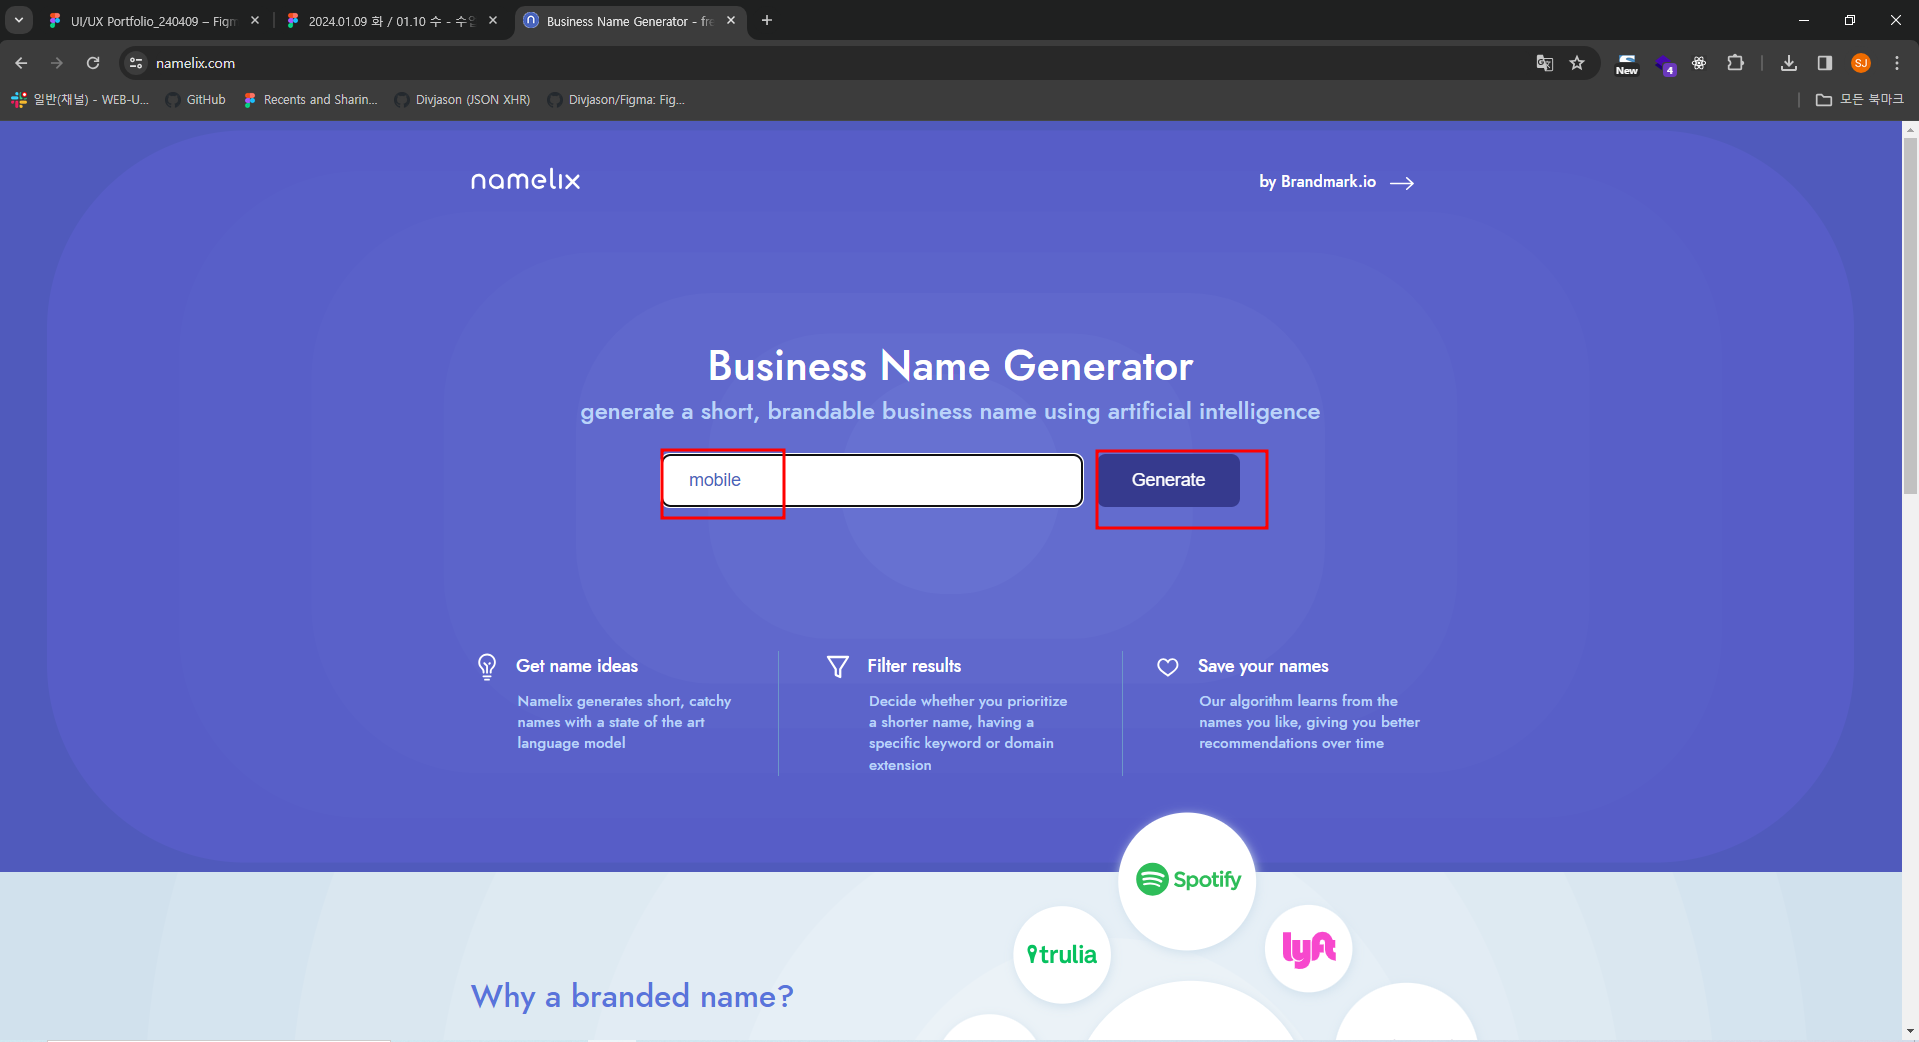 UI/UX Portfolio_240409 – Figm
2024.01.09 화 / 01.10 수 - 수업
Business Name Generator - fre
namelix.com
New
4
SJ
일반(채널) - WEB-U...
GitHub
Recents and Sharin...
Divjason (JSON XHR)
Divjason/Figma: Fig...
모든 북마크
namelix
by Brandmark.io
Business Name Generator
generate a short, brandable business name using artificial intelligence
mobile
Generate
Get name ideas
Namelix generates short, catchy
names with a state of the art
language model
Filter results
Decide whether you prioritize
a shorter name, having a
specific keyword or domain
extension
Save your names
Our algorithm learns from the
names you like, giving you better
recommendations over time
Spotify
trulia
lyft
Why a branded name?